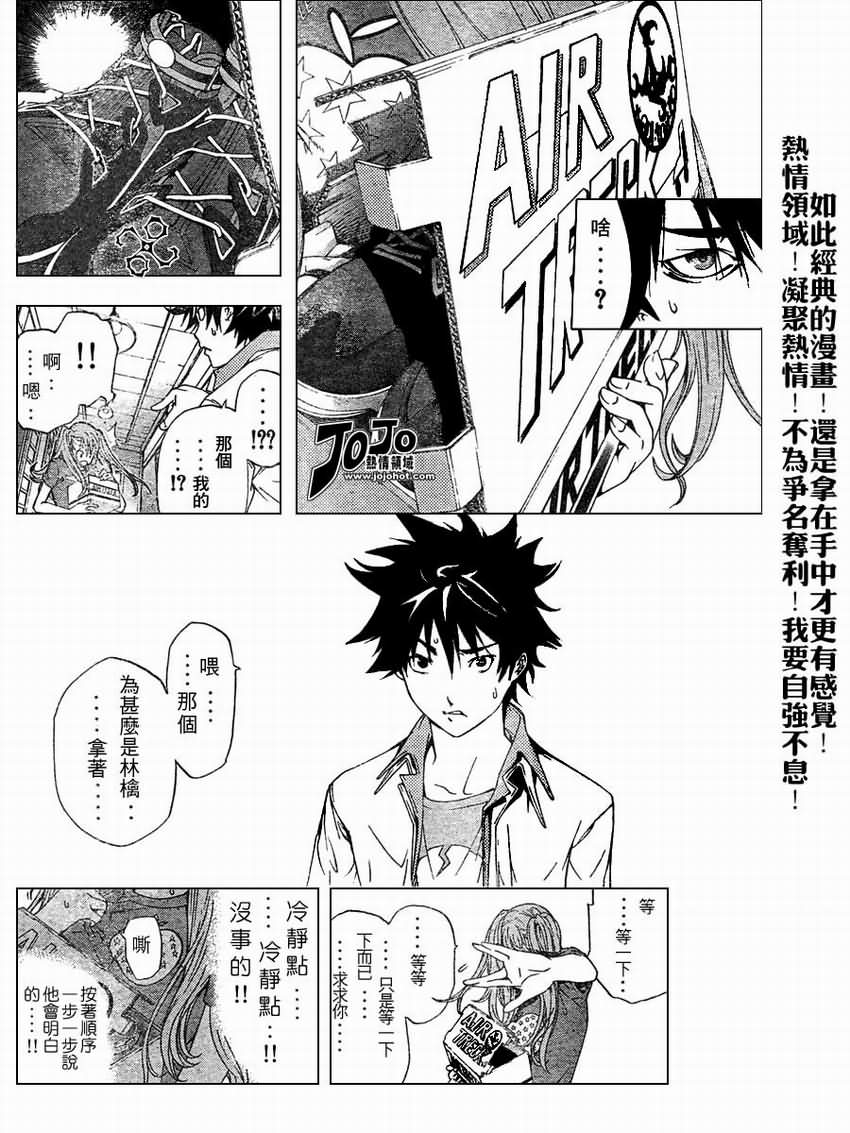 如此經典的漫畫！還是拿在手中才更有感覺！
熱情領域！凝聚熱情！不為爭名奪利！我要自強不息！
AIR
TREC
啥
....?
JOJO
熱情領域
www.jojohot.com
....!??
那個
....我的
....!?
!!
啊....
....嗯..
喂....
....那個
為甚麼是林檎..
....拿著....
等
....等一下...
....等等
....只是等一下
下而已....
....求求你....
AIR
TREC
冷靜點....
....冷靜點..!!
沒事的!!
嘶
按著順序
一步一步說
他會明白
的....!!